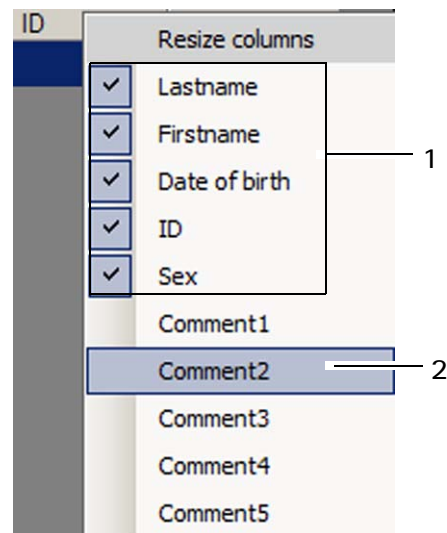 ID
Resize columns
Lastname
Firstname
Date of birth
1
ID
Sex
Comment1
Comment2
2
Comment3
Comment4
Comment5